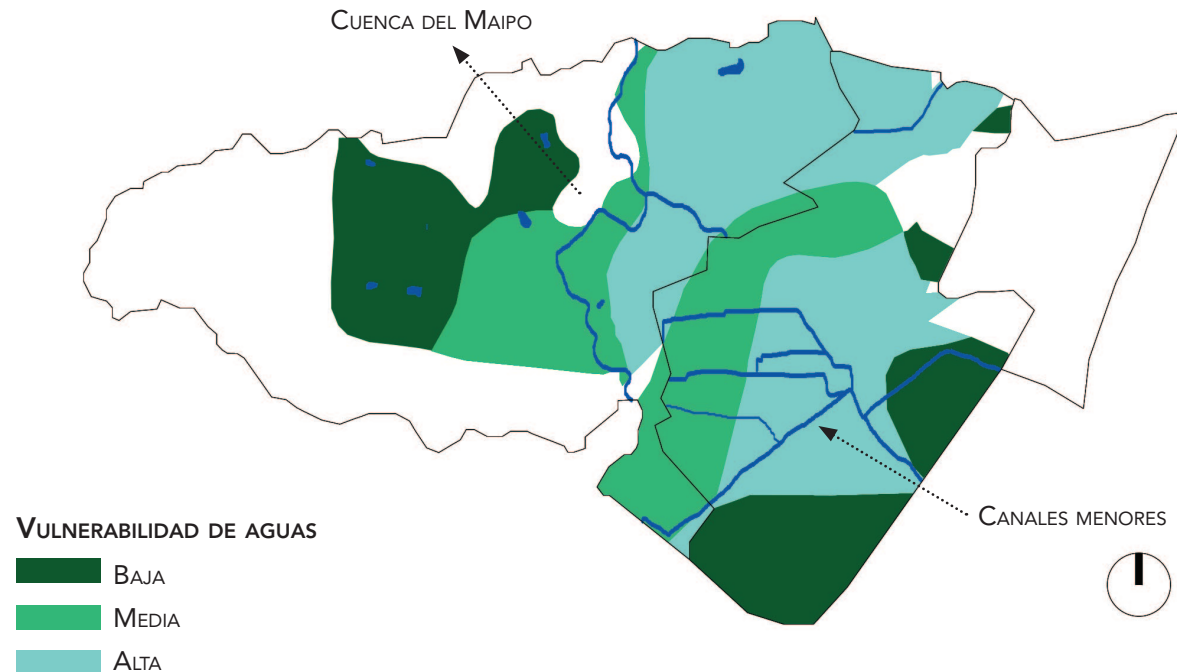 Cuenca del Maipo
Canales menores
Vulnerabilidad de aguas
Baja
Media
Alta